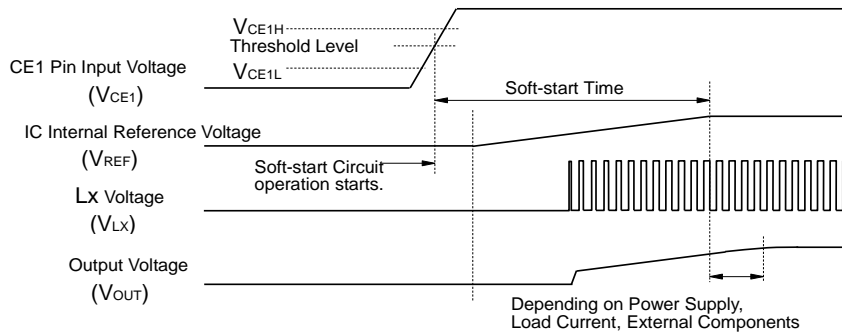 VCE1H
Threshold Level
CE1 Pin Input Voltage
(VCE1)
VCE1L
Soft-start Time
IC Internal Reference Voltage
(VREF)
Soft-start Circuit
operation starts.
Lx Voltage
(VLX)
Output Voltage
(VOUT)
Depending on Power Supply,
Load Current, External Components